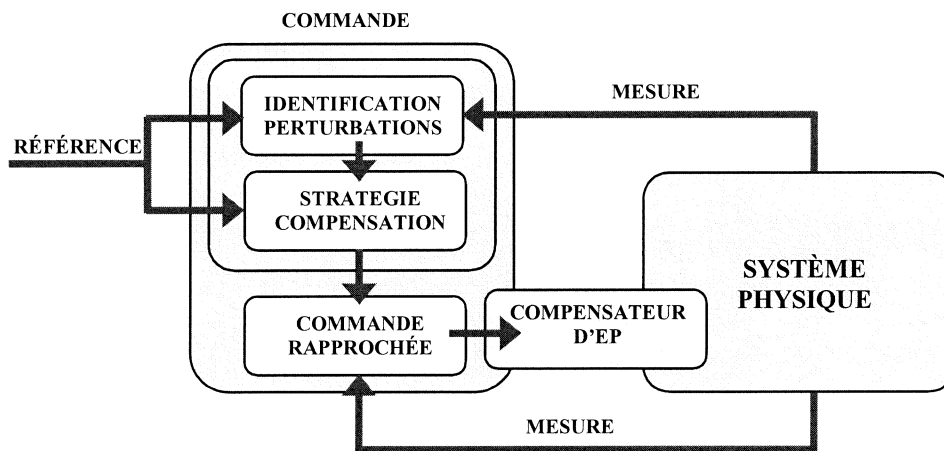 COMMANDE
IDENTIFICATION
PERTURBATIONS
MESURE
RÉFÉRENCE
STRATEGIE
COMPENSATION
SYSTÈME
PHYSIQUE
COMMANDE
RAPPROCHÉE
COMPENSATEUR
D'EP
MESURE